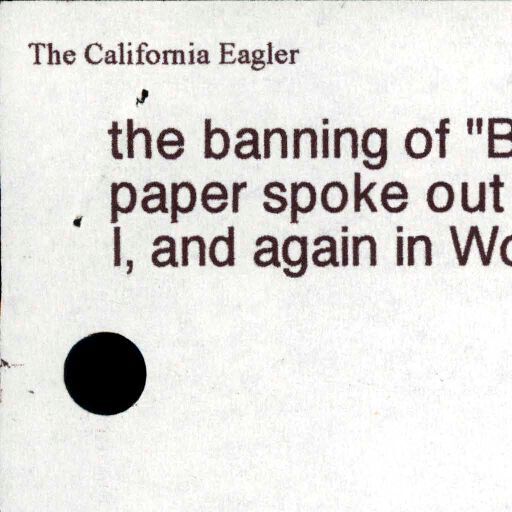 The California Eagler
the banning of "B
paper spoke out
I, and again in Wo